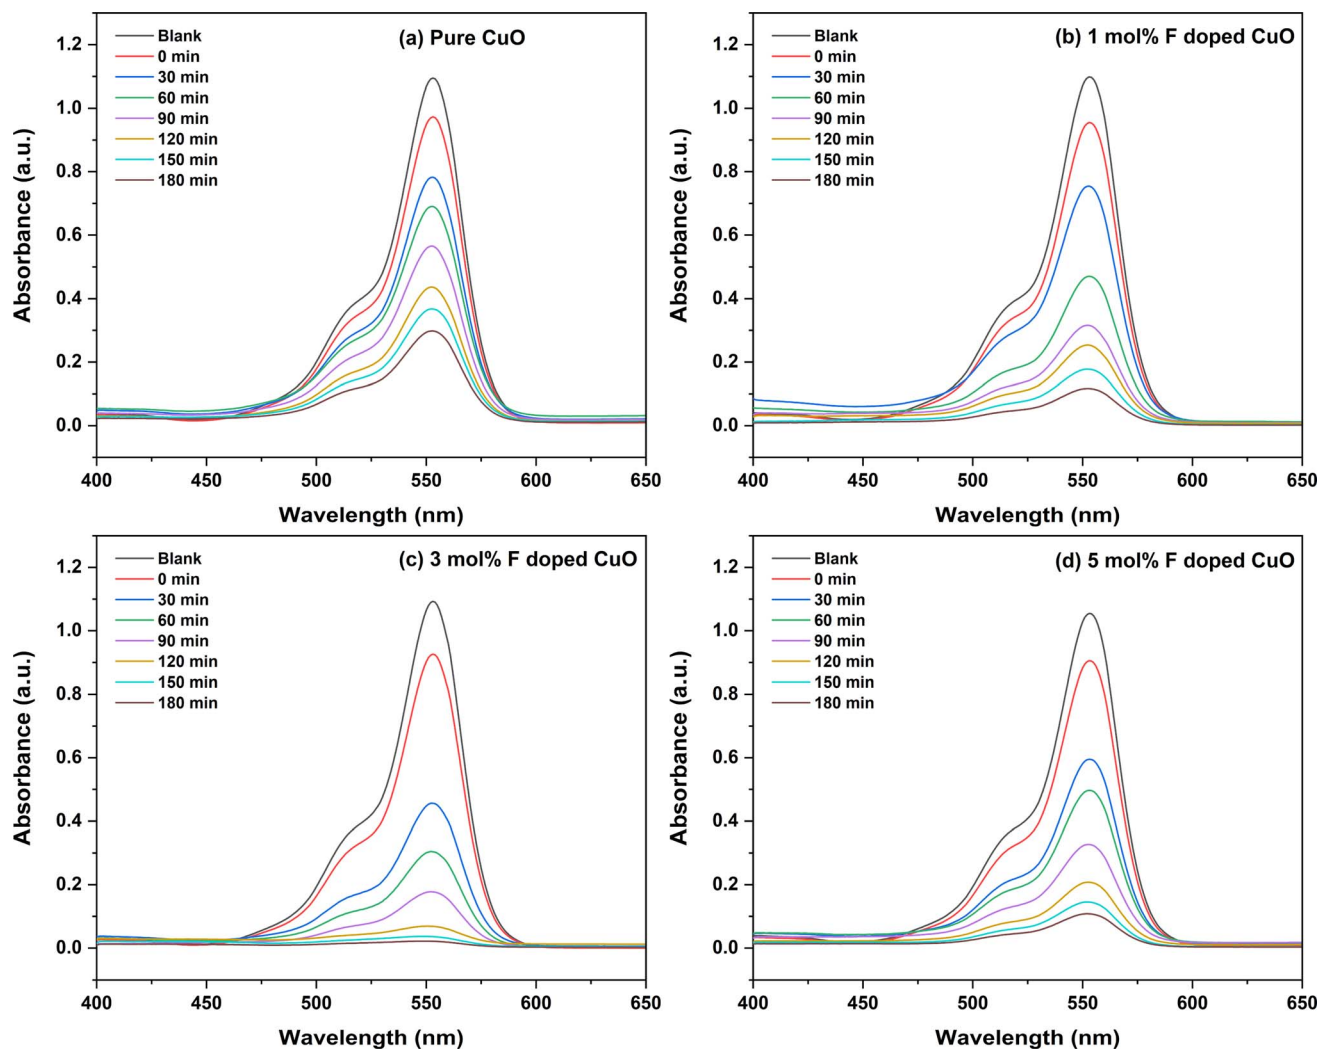 (a) Pure CuO
Blank
0 min
30 min
60 min
90 min
120 min
150 min
180 min
1.2
1.0
0.8
0.6
0.4
0.2
0.0
Absorbance (a.u.)
400
450
500
550
600
650
Wavelength (nm)
(b) 1 mol% F doped CuO
Blank
0 min
30 min
60 min
90 min
120 min
150 min
180 min
1.2
1.0
0.8
0.6
0.4
0.2
0.0
Absorbance (a.u.)
400
450
500
550
600
650
Wavelength (nm)
(c) 3 mol% F doped CuO
Blank
0 min
30 min
60 min
90 min
120 min
150 min
180 min
1.2
1.0
0.8
0.6
0.4
0.2
0.0
Absorbance (a.u.)
400
450
500
550
600
650
Wavelength (nm)
(d) 5 mol% F doped CuO
Blank
0 min
30 min
60 min
90 min
120 min
150 min
180 min
1.2
1.0
0.8
0.6
0.4
0.2
0.0
Absorbance (a.u.)
400
450
500
550
600
650
Wavelength (nm)